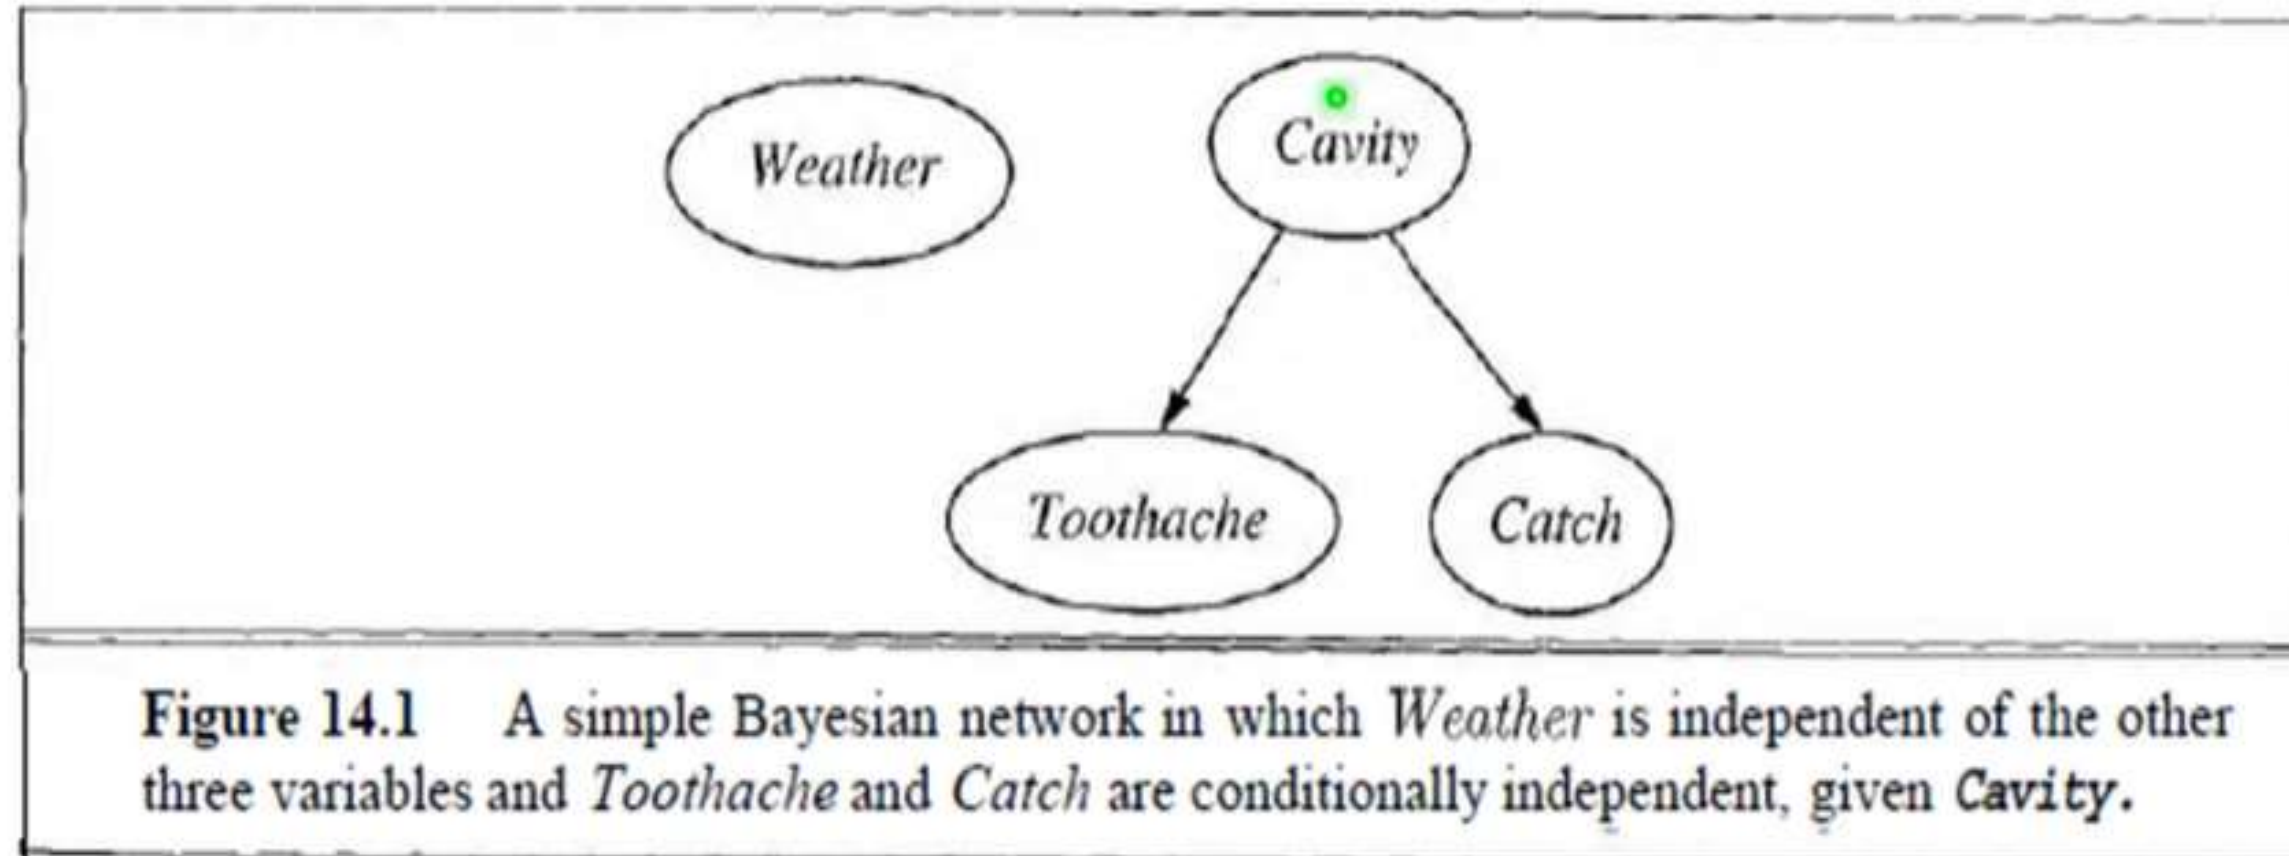 Weather
Cavity
Toothache
Catch
Figure 14.1 A simple Bayesian network in which Weather is independent of the other
three variables and Toothache and Catch are conditionally independent, given Cavity.